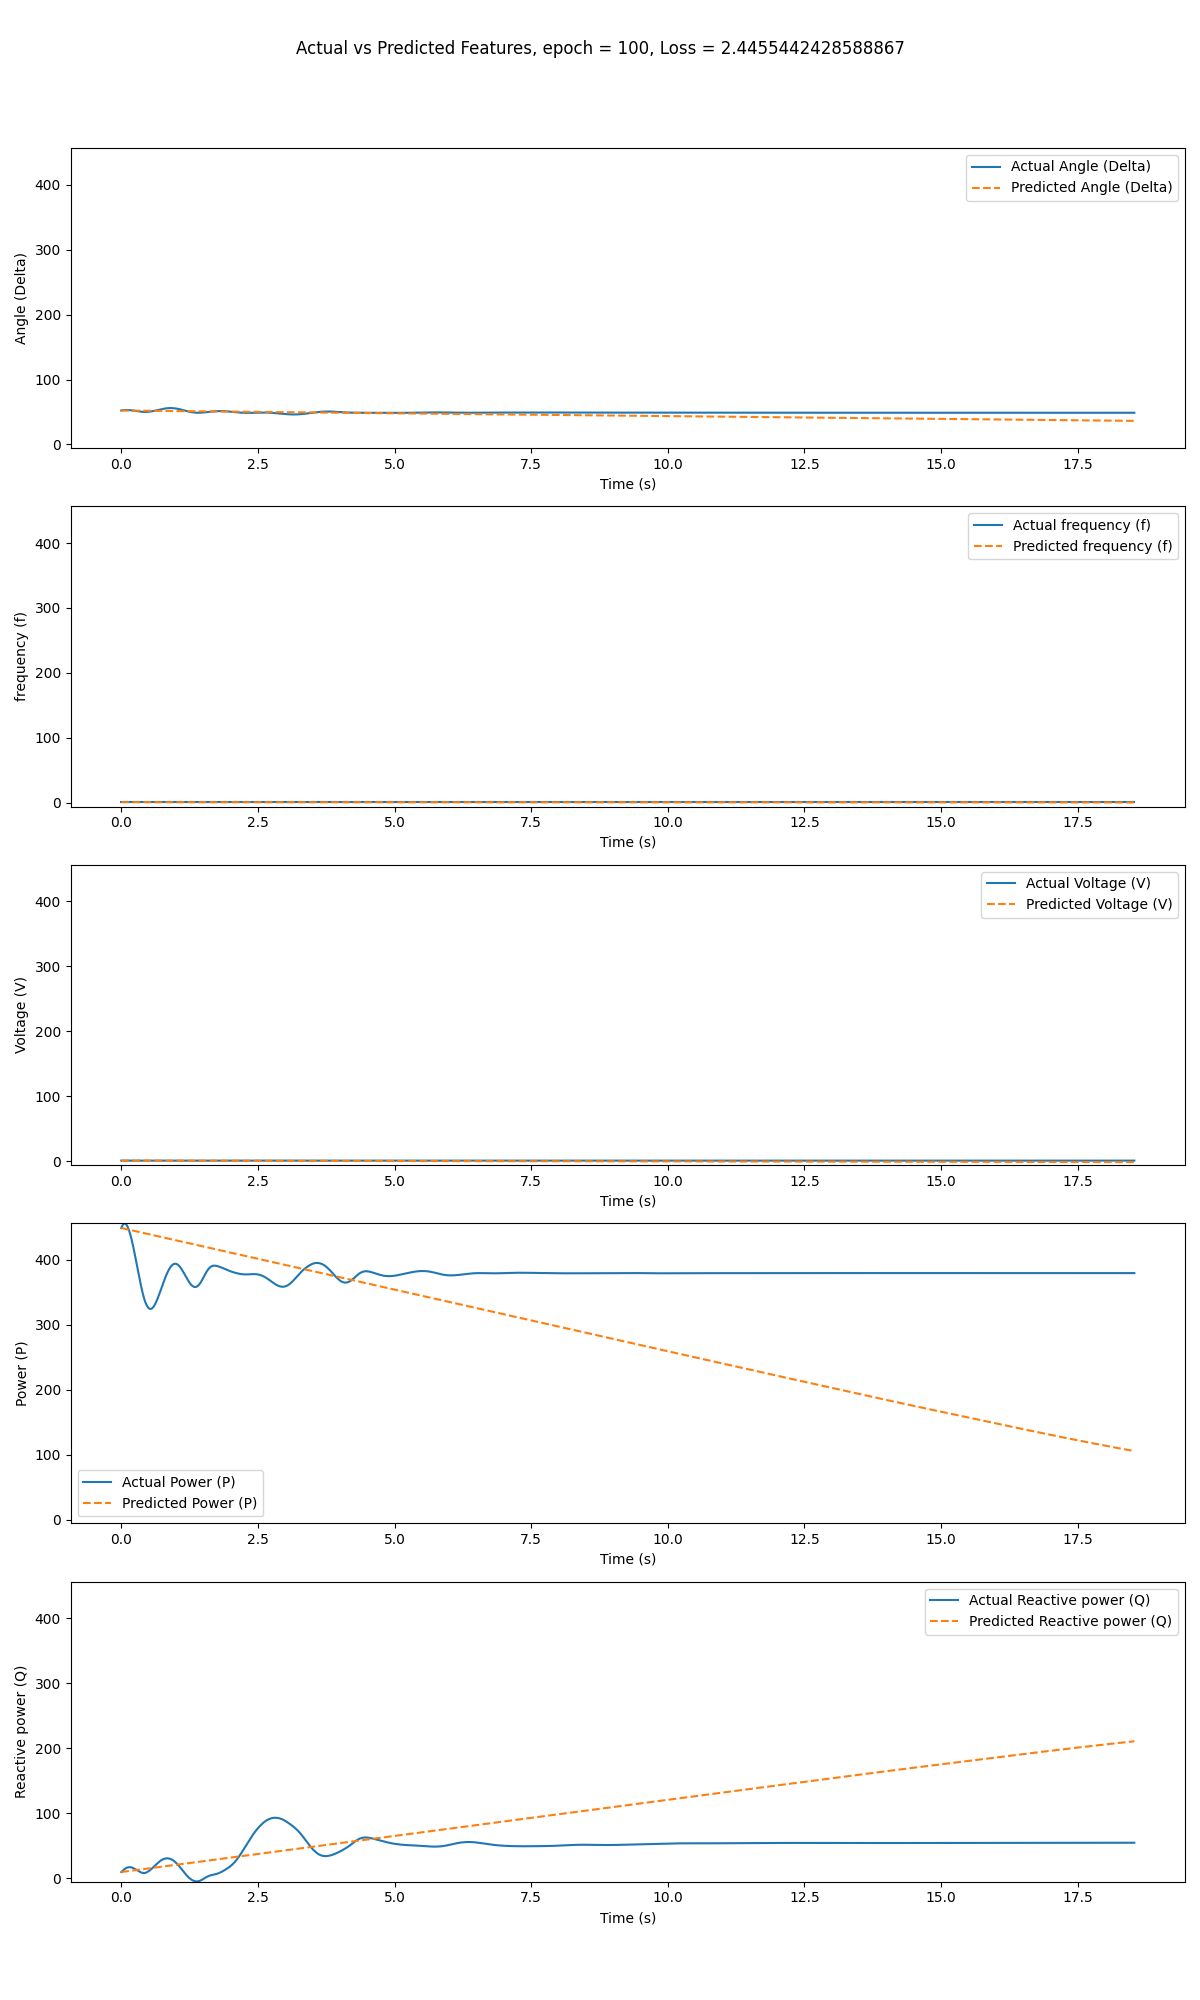 Actual vs Predicted Features, epoch = 100, Loss = 2.4455442428588867
Actual Angle (Delta)
Predicted Angle (Delta)
400
300
200
100
0
Angle (Delta)
0.0 2.5 5.0 7.5 10.0 12.5 15.0 17.5
Time (s)
Actual frequency (f)
Predicted frequency (f)
400
300
200
100
0
frequency (f)
0.0 2.5 5.0 7.5 10.0 12.5 15.0 17.5
Time (s)
Actual Voltage (V)
Predicted Voltage (V)
400
300
200
100
0
Voltage (V)
0.0 2.5 5.0 7.5 10.0 12.5 15.0 17.5
Time (s)
400
300
200
100
0
Power (P)
Actual Power (P)
Predicted Power (P)
0.0 2.5 5.0 7.5 10.0 12.5 15.0 17.5
Time (s)
Actual Reactive power (Q)
Predicted Reactive power (Q)
400
300
200
100
0
Reactive power (Q)
0.0 2.5 5.0 7.5 10.0 12.5 15.0 17.5
Time (s)